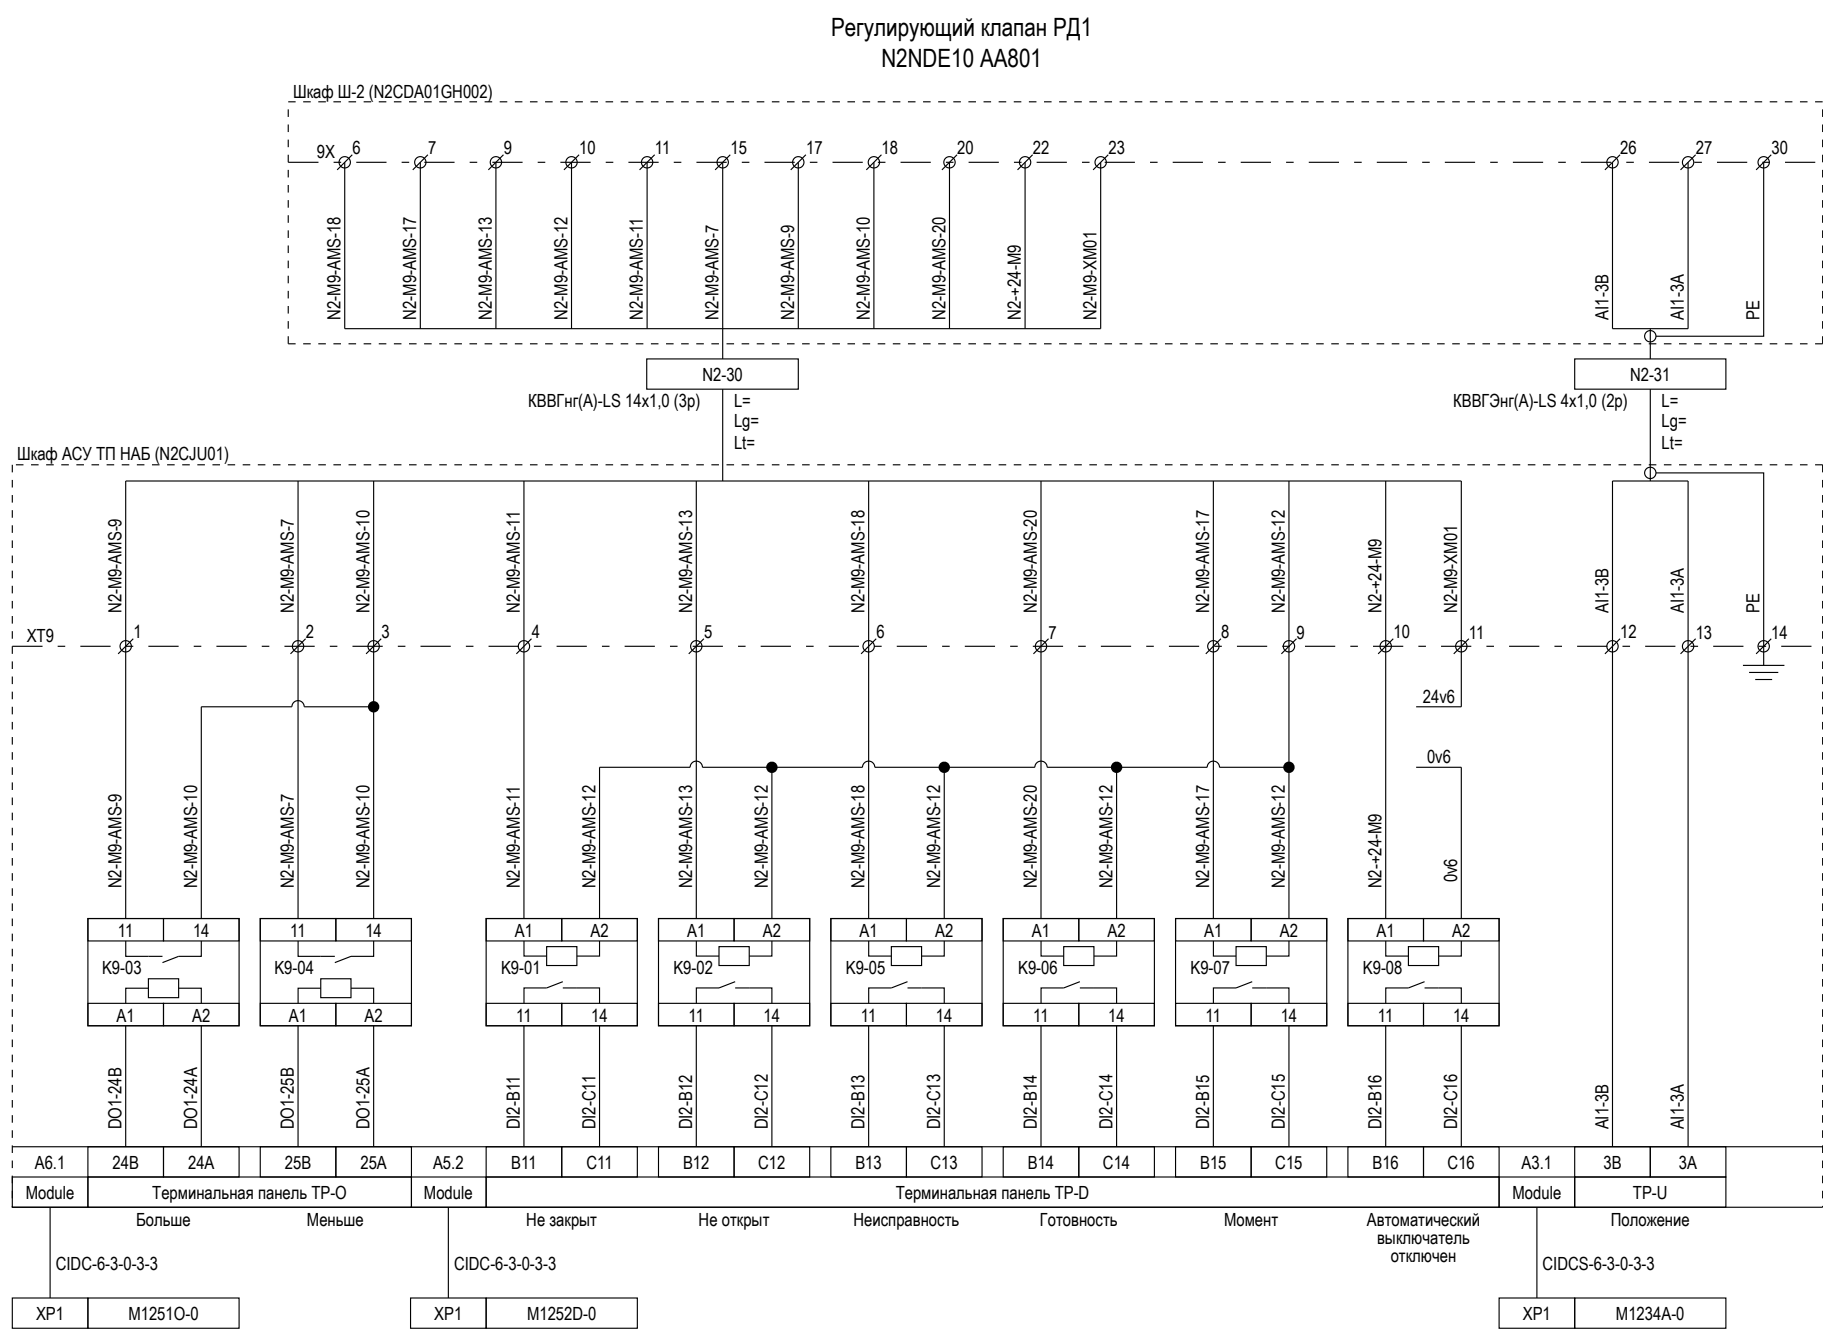 Регулирующий клапан РД1
N2NDE10 AA801
Шкаф Ш-2 (N2CDA01GH002)
9X 6 7 9 10 11 15 17 18 20 22 23 26 27 30
N2-M9-AMS-18 N2-M9-AMS-17 N2-M9-AMS-13 N2-M9-AMS-12 N2-M9-AMS-11 N2-M9-AMS-7 N2-M9-AMS-9 N2-M9-AMS-10 N2-M9-AMS-20 N2-+24-M9 N2-M9-XM01 AI1-3B AI1-3A PE
N2-30 N2-31
КВВГнг(А)-LS 14x1,0 (3р) L= КВВГЭнг(А)-LS 4x1,0 (2р) L=
Lg= Lg=
Lt= Lt=
Шкаф АСУ ТП НАБ (N2CJU01)
N2-M9-AMS-9 N2-M9-AMS-7 N2-M9-AMS-10 N2-M9-AMS-11 N2-M9-AMS-13 N2-M9-AMS-18 N2-M9-AMS-20 N2-M9-AMS-17 N2-M9-AMS-12 N2-+24-M9 N2-M9-XM01 AI1-3B AI1-3A PE
XT9 1 2 3 4 5 6 7 8 9 10 11 12 13 14
24v6
0v6
N2-M9-AMS-9 N2-M9-AMS-10 N2-M9-AMS-7 N2-M9-AMS-10 N2-M9-AMS-11 N2-M9-AMS-12 N2-M9-AMS-13 N2-M9-AMS-12 N2-M9-AMS-18 N2-M9-AMS-12 N2-M9-AMS-20 N2-M9-AMS-12 N2-M9-AMS-17 N2-M9-AMS-12 N2-+24-M9 0v6
11 14 11 14 A1 A2 A1 A2 A1 A2 A1 A2 A1 A2 A1 A2
K9-03 K9-04 K9-01 K9-02 K9-05 K9-06 K9-07 K9-08
A1 A2 A1 A2 11 14 11 14 11 14 11 14 11 14 11 14
DO1-24B DO1-24A DO1-25B DO1-25A DI2-B11 DI2-C11 DI2-B12 DI2-C12 DI2-B13 DI2-C13 DI2-B14 DI2-C14 DI2-B15 DI2-C15 DI2-B16 DI2-C16 AI1-3B AI1-3A
A6.1 24B 24A 25B 25A A5.2 B11 C11 B12 C12 B13 C13 B14 C14 B15 C15 B16 C16 A3.1 3B 3A
Module Терминальная панель TP-O Module Терминальная панель TP-D Module TP-U
Больше Меньше Не закрыт Не открыт Неисправность Готовность Момент Автоматический Положение
выключатель
отключен
CIDC-6-3-0-3-3 CIDC-6-3-0-3-3 CIDCS-6-3-0-3-3
XP1 M1251O-0 XP1 M1252D-0 XP1 M1234A-0